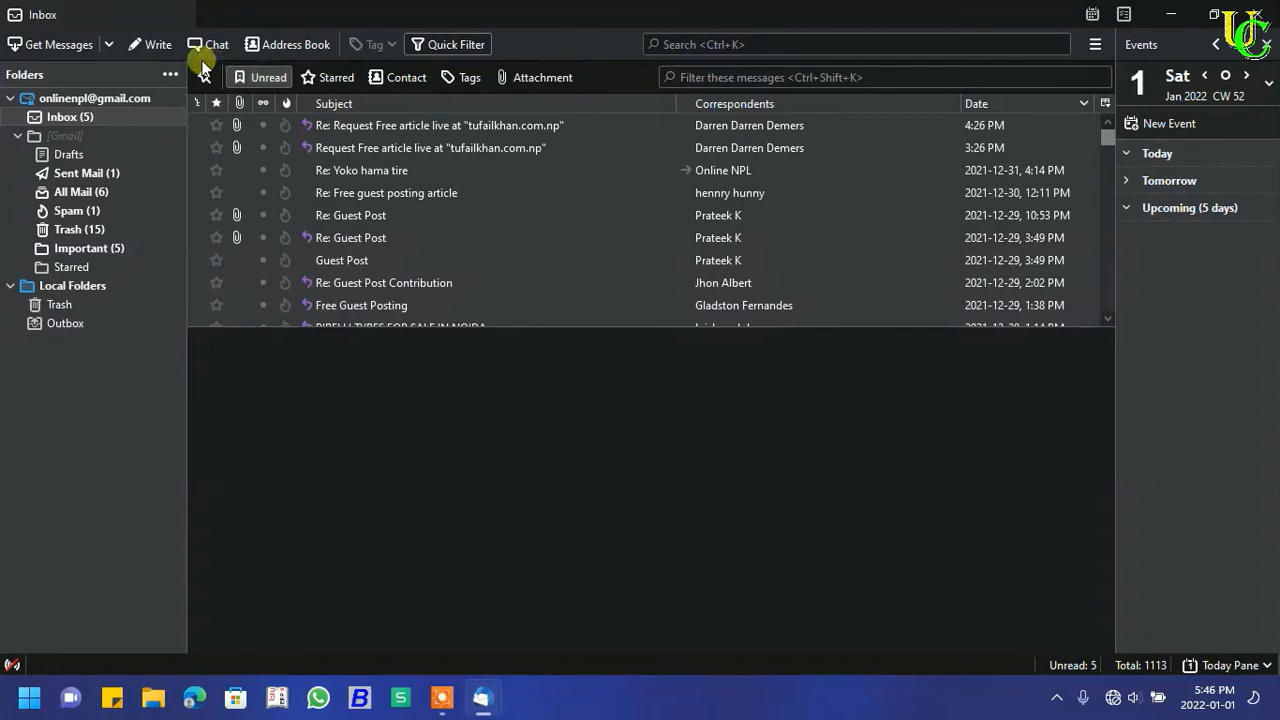 Inbox
UC
Get Messages
Write
Chat
Address Book
Tag
Quick Filter
Search <Ctrl+K>
Events
Folders
Unread
Starred
Contact
Tags
Attachment
Filter these messages <Ctrl+Shift+K>
1
Sat
Jan 2022 CW 52
onlinenpl@gmail.com
Subject
Correspondents
Date
Inbox (5)
Re: Request Free article live at "tufailkhan.com.np"
Darren Darren Demers
4:26 PM
New Event
[Gmail]
Request Free article live at "tufailkhan.com.np"
Darren Darren Demers
3:26 PM
Today
Drafts
Re: Yoko hama tire
Online NPL
2021-12-31, 4:14 PM
Tomorrow
Sent Mail (1)
Re: Free guest posting article
hennry hunny
2021-12-30, 12:11 PM
All Mail (6)
Re: Guest Post
Prateek K
2021-12-29, 10:53 PM
Upcoming (5 days)
Spam (1)
Re: Guest Post
Prateek K
2021-12-29, 3:49 PM
Trash (15)
Guest Post
Prateek K
2021-12-29, 3:49 PM
Important (5)
Re: Guest Post Contribution
Jhon Albert
2021-12-29, 2:02 PM
Starred
Free Guest Posting
Gladston Fernandes
2021-12-29, 1:38 PM
Local Folders
Trash
Outbox
Unread: 5
Total: 1113
Today Pane
B
S
5:46 PM
2022-01-01